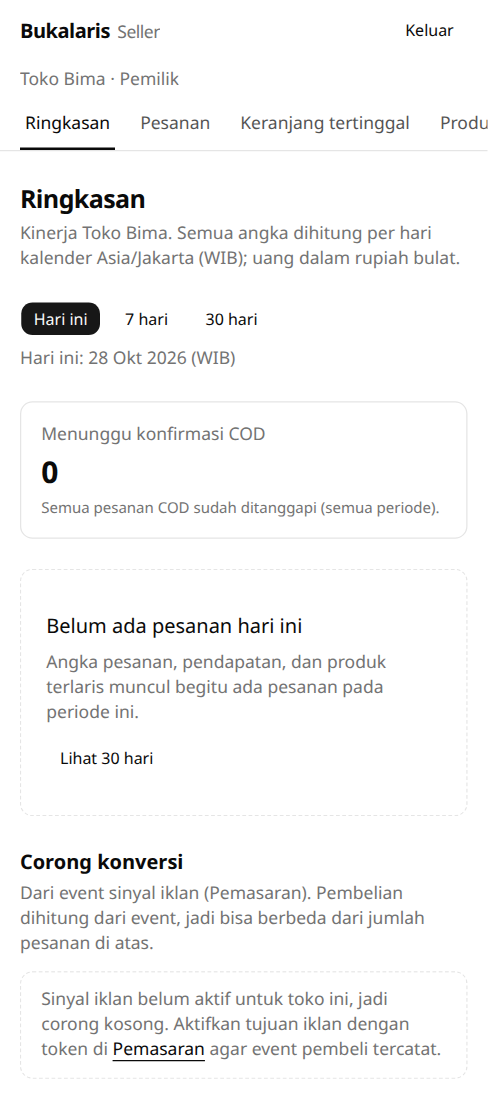 Bukalaris Seller
Keluar
Toko Bima · Pemilik
Ringkasan
Pesanan
Keranjang tertinggal
Produ
Ringkasan
Kinerja Toko Bima. Semua angka dihitung per hari
kalender Asia/Jakarta (WIB); uang dalam rupiah bulat.
Hari ini
7 hari
30 hari
Hari ini: 28 Okt 2026 (WIB)
Menunggu konfirmasi COD
0
Semua pesanan COD sudah ditanggapi (semua periode).
Belum ada pesanan hari ini
Angka pesanan, pendapatan, dan produk
terlaris muncul begitu ada pesanan pada
periode ini.
Lihat 30 hari
Corong konversi
Dari event sinyal iklan (Pemasaran). Pembelian
dihitung dari event, jadi bisa berbeda dari jumlah
pesanan di atas.
Sinyal iklan belum aktif untuk toko ini, jadi
corong kosong. Aktifkan tujuan iklan dengan
token di Pemasaran agar event pembeli tercatat.